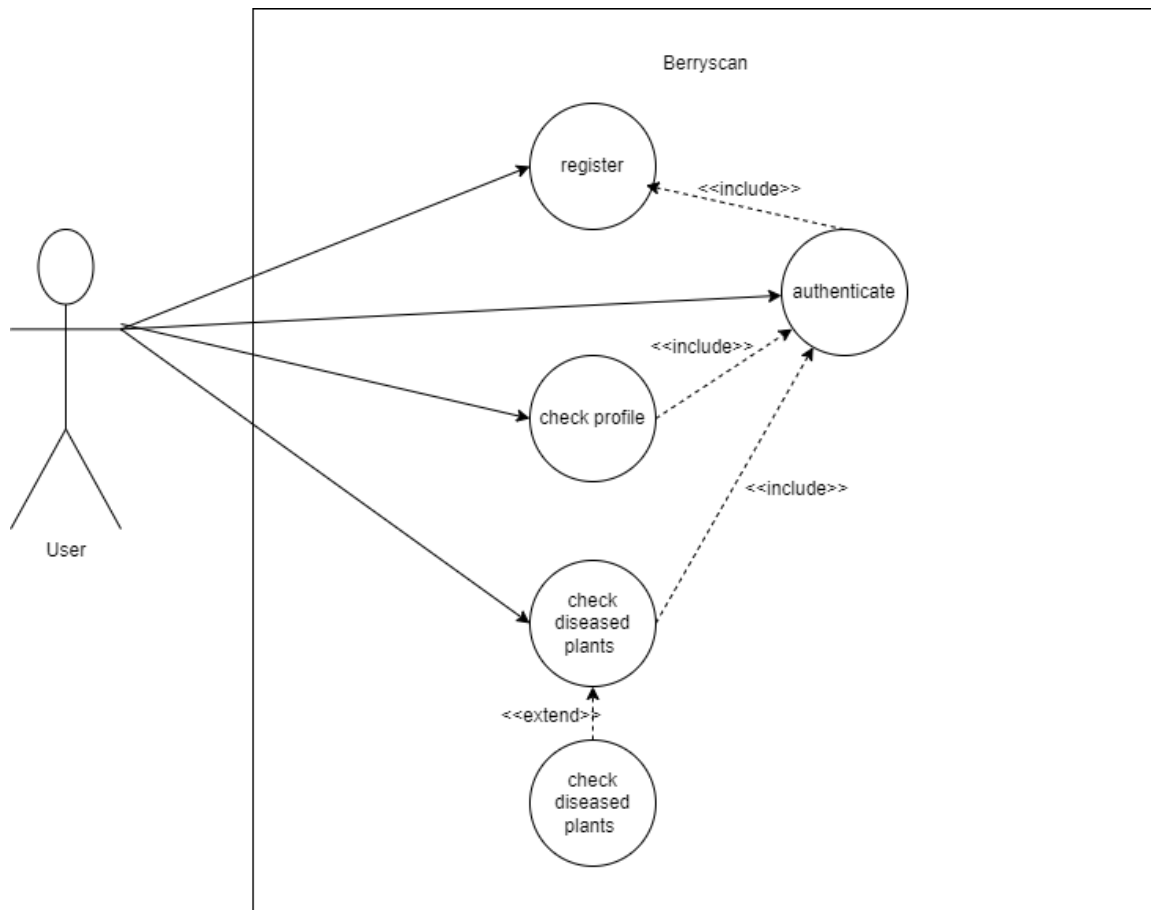 Berryscan
register
<<include>>
authenticate
<<include>>
check profile
<<include>>
User
check
diseased
plants
<<extend>>
check
diseased
plants